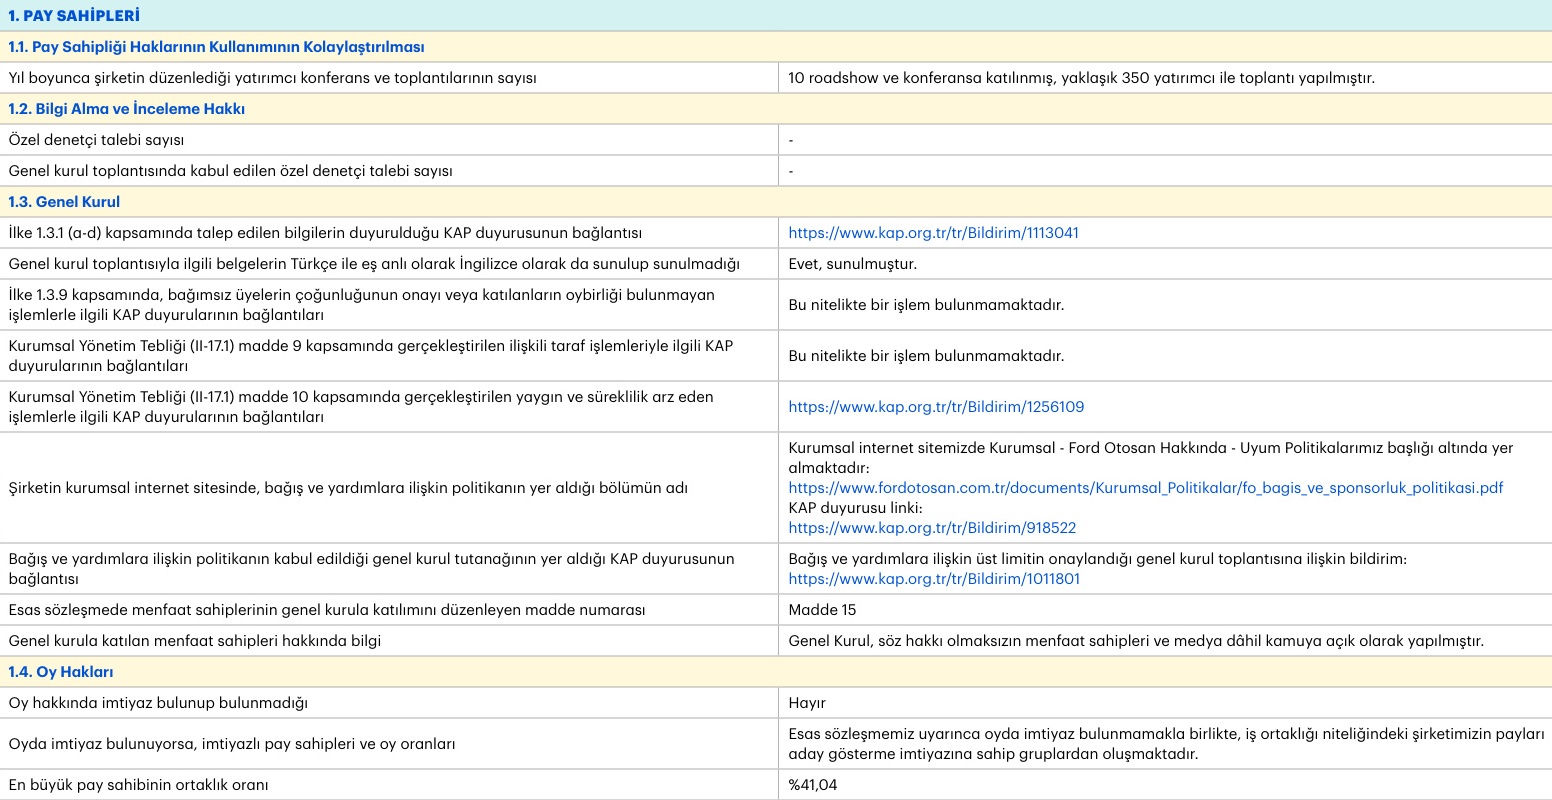 1. PAY SAHİPLERİ
1.1. Pay Sahipliği Haklarının Kullanımının Kolaylaştırılması
Yıl boyunca şirketin düzenlediği yatırımcı konferans ve toplantılarının sayısı
10 roadshow ve konferansa katılınmış, yaklaşık 350 yatırımcı ile toplantı yapılmıştır.
1.2. Bilgi Alma ve İnceleme Hakkı
Özel denetçi talebi sayısı
-
Genel kurul toplantısında kabul edilen özel denetçi talebi sayısı
-
1.3. Genel Kurul
İlke 1.3.1 (a-d) kapsamında talep edilen bilgilerin duyurulduğu KAP duyurusunun bağlantısı
https://www.kap.org.tr/tr/Bildirim/1113041
Genel kurul toplantısıyla ilgili belgelerin Türkçe ile eş anlı olarak İngilizce olarak da sunulup sunulmadığı
Evet, sunulmuştur.
İlke 1.3.9 kapsamında, bağımsız üyelerin çoğunluğunun onayı veya katılanların oybirliği bulunmayan
işlemlerle ilgili KAP duyurularının bağlantıları
Bu nitelikte bir işlem bulunmamaktadır.
Kurumsal Yönetim Tebliği (II-17.1) madde 9 kapsamında gerçekleştirilen ilişkili taraf işlemleriyle ilgili KAP
duyurularının bağlantıları
Bu nitelikte bir işlem bulunmamaktadır.
Kurumsal Yönetim Tebliği (II-17.1) madde 10 kapsamında gerçekleştirilen yaygın ve süreklilik arz eden
işlemlerle ilgili KAP duyurularının bağlantıları
https://www.kap.org.tr/tr/Bildirim/1256109
Şirketin kurumsal internet sitesinde, bağış ve yardımlara ilişkin politikanın yer aldığı bölümün adı
Kurumsal internet sitemizde Kurumsal - Ford Otosan Hakkında - Uyum Politikalarımız başlığı altında yer
almaktadır:
https://www.fordotosan.com.tr/documents/Kurumsal_Politikalar/fo_bagis_ve_sponsorluk_politikasi.pdf
KAP duyurusu linki:
https://www.kap.org.tr/tr/Bildirim/918522
Bağış ve yardımlara ilişkin politikanın kabul edildiği genel kurul tutanağının yer aldığı KAP duyurusunun
bağlantısı
Bağış ve yardımlara ilişkin üst limitin onaylandığı genel kurul toplantısına ilişkin bildirim:
https://www.kap.org.tr/tr/Bildirim/1011801
Esas sözleşmede menfaat sahiplerinin genel kurula katılımını düzenleyen madde numarası
Madde 15
Genel kurula katılan menfaat sahipleri hakkında bilgi
Genel Kurul, söz hakkı olmaksızın menfaat sahipleri ve medya dâhil kamuya açık olarak yapılmıştır.
1.4. Oy Hakları
Oy hakkında imtiyaz bulunup bulunmadığı
Hayır
Oyda imtiyaz bulunuyorsa, imtiyazlı pay sahipleri ve oy oranları
Esas sözleşmemiz uyarınca oyda imtiyaz bulunmamakla birlikte, iş ortaklığı niteliğindeki şirketimizin payları
aday gösterme imtiyazına sahip gruplardan oluşmaktadır.
En büyük pay sahibinin ortaklık oranı
%41,04